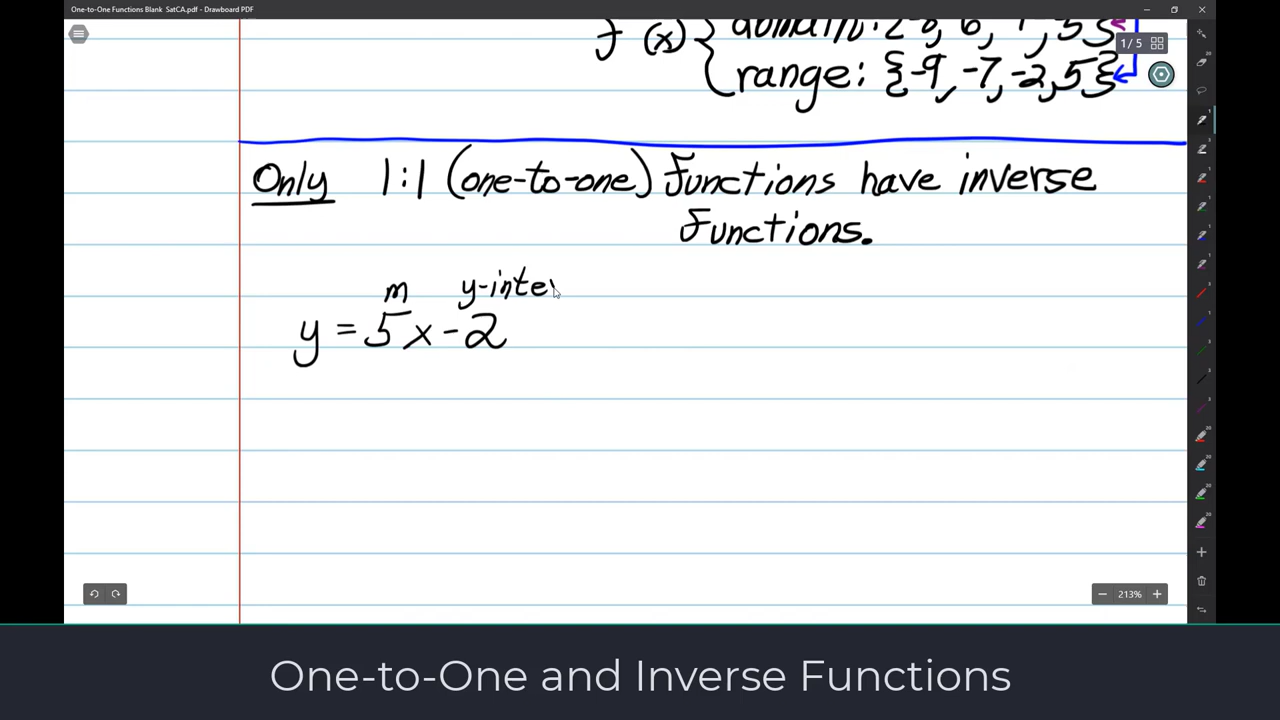 One-to-One Functions Blank SatCA.pdf - Drawboard PDF
1 / 5
range: {-9, -7, -2, 5}
Only 1:1 (one-to-one) Functions have inverse
Functions.
m y-inte
y = 5x - 2
213%
One-to-One and Inverse Functions